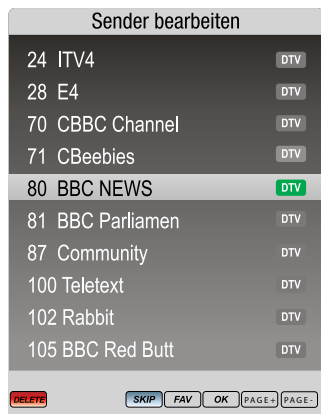 Sender bearbeiten
24 ITV4 DTV
28 E4 DTV
70 CBBC Channel DTV
71 CBeebies DTV
80 BBC NEWS DTV
81 BBC Parliamen DTV
87 Community DTV
100 Teletext DTV
102 Rabbit DTV
105 BBC Red Butt DTV
DELETE SKIP FAV OK PAGE+ PAGE-